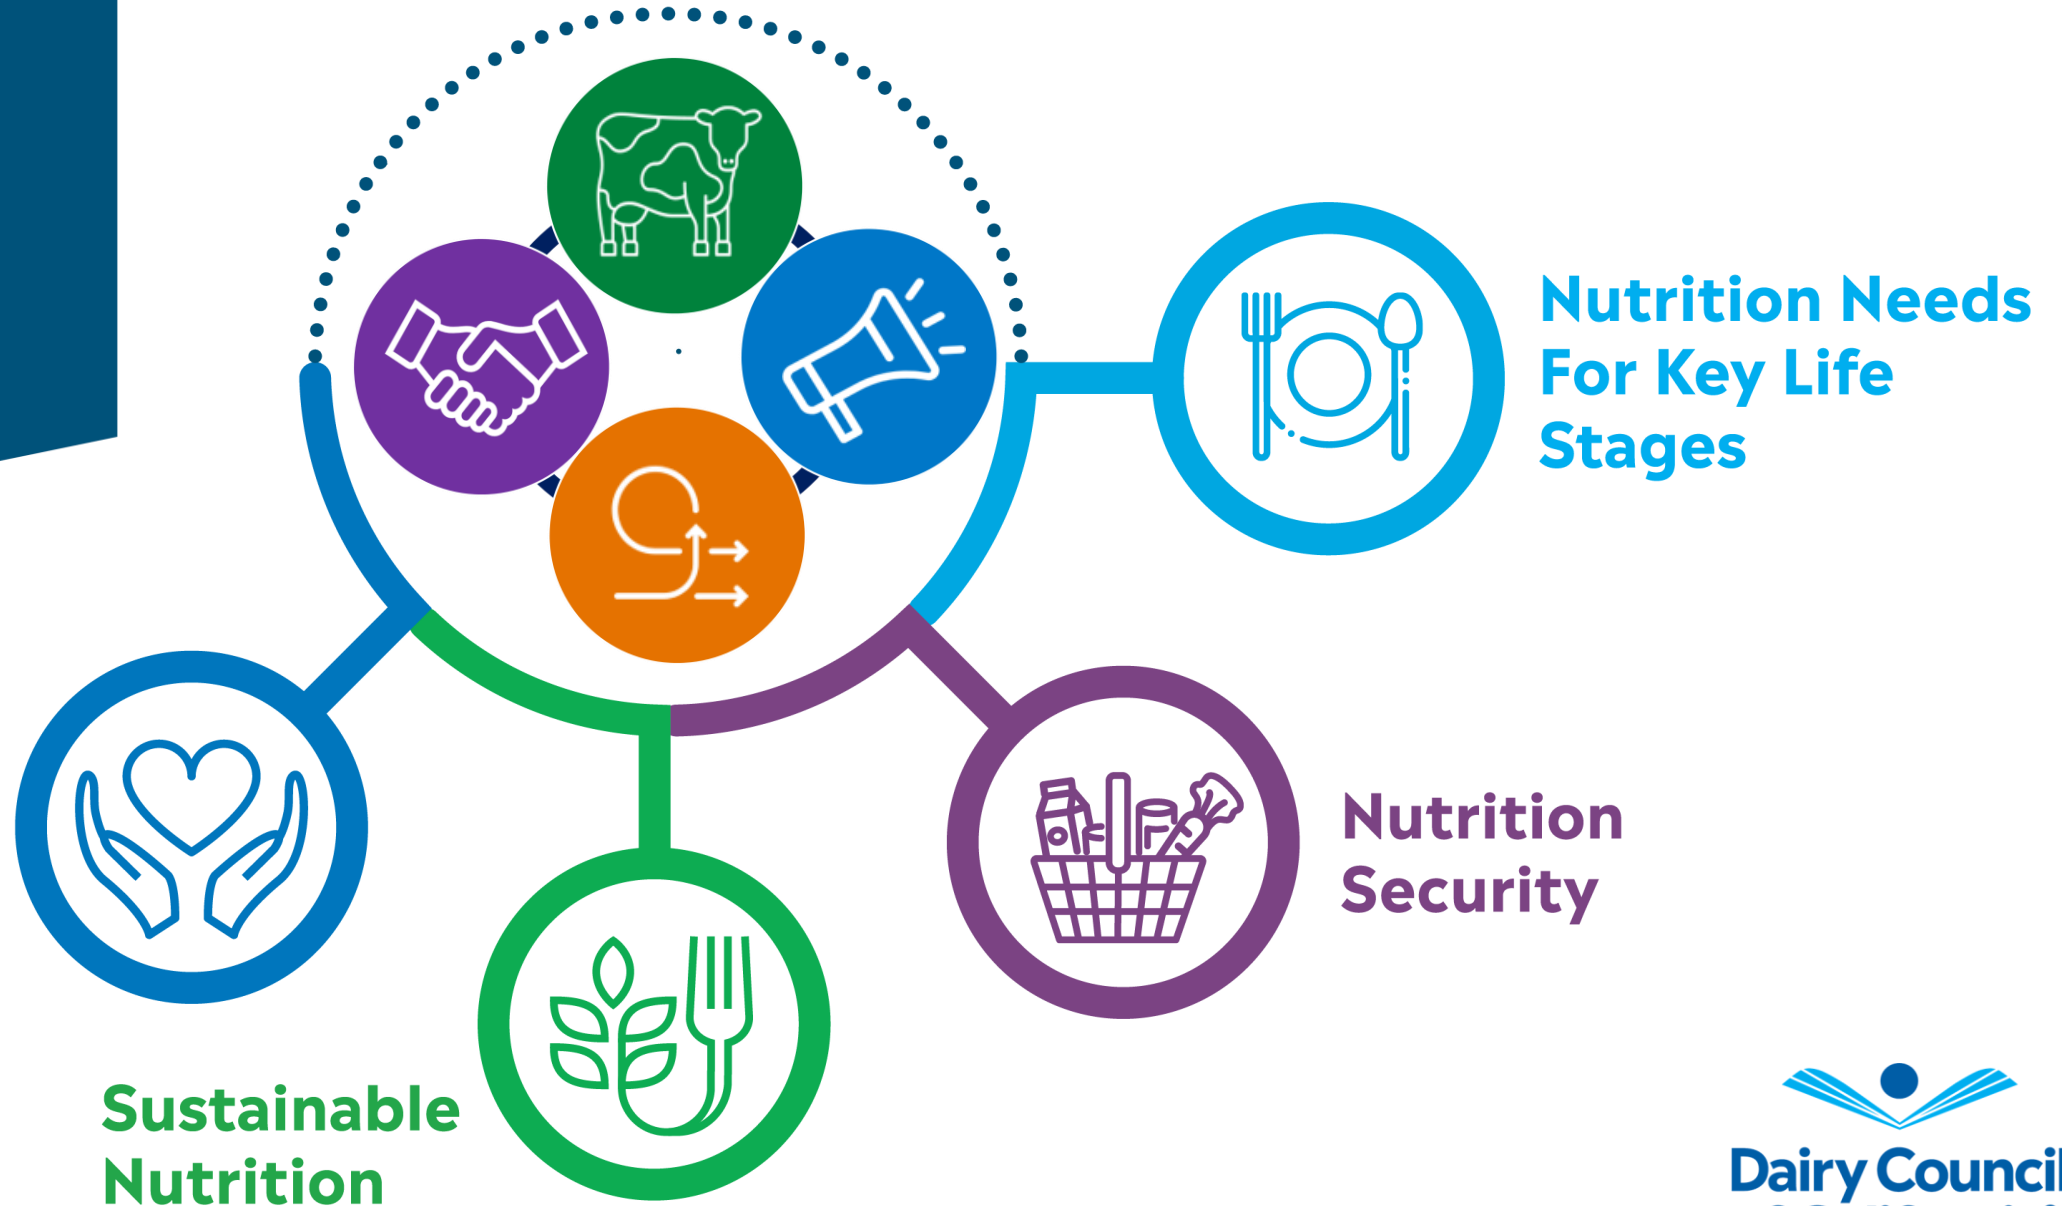 Nutrition Needs
For Key Life
Stages
Nutrition
Security
Sustainable
Nutrition
Dairy Council